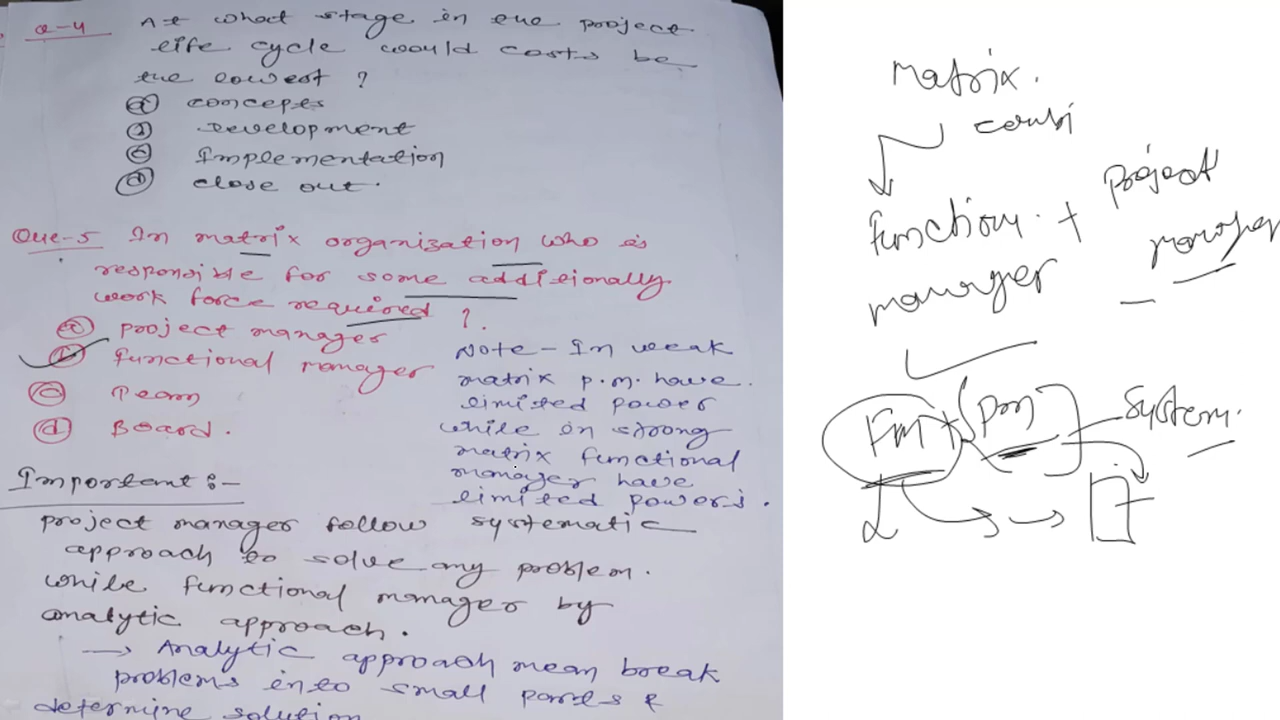 Q-4 At what stage in the project
life cycle would costs be
the lowest ?
(a) concepts
(b) Development
(c) Implementation
(d) close out.
Que-5 In matrix organization who is
responsible for some additionally
work force required ?.
(a) project manager
(b) functional manager
(c) Team
(d) Board.
Note - In weak
matrix p.m. have
limited power
while in strong
matrix functional
manager have
limited powers.
Important :-
project manager follow systematic
approach to solve any problem.
while functional manager by
analytic approach.
→ Analytic approach mean break
problems into small parts &
determine solution
Matrix.
combi
function + project
manager manager
FM + (pm) System.